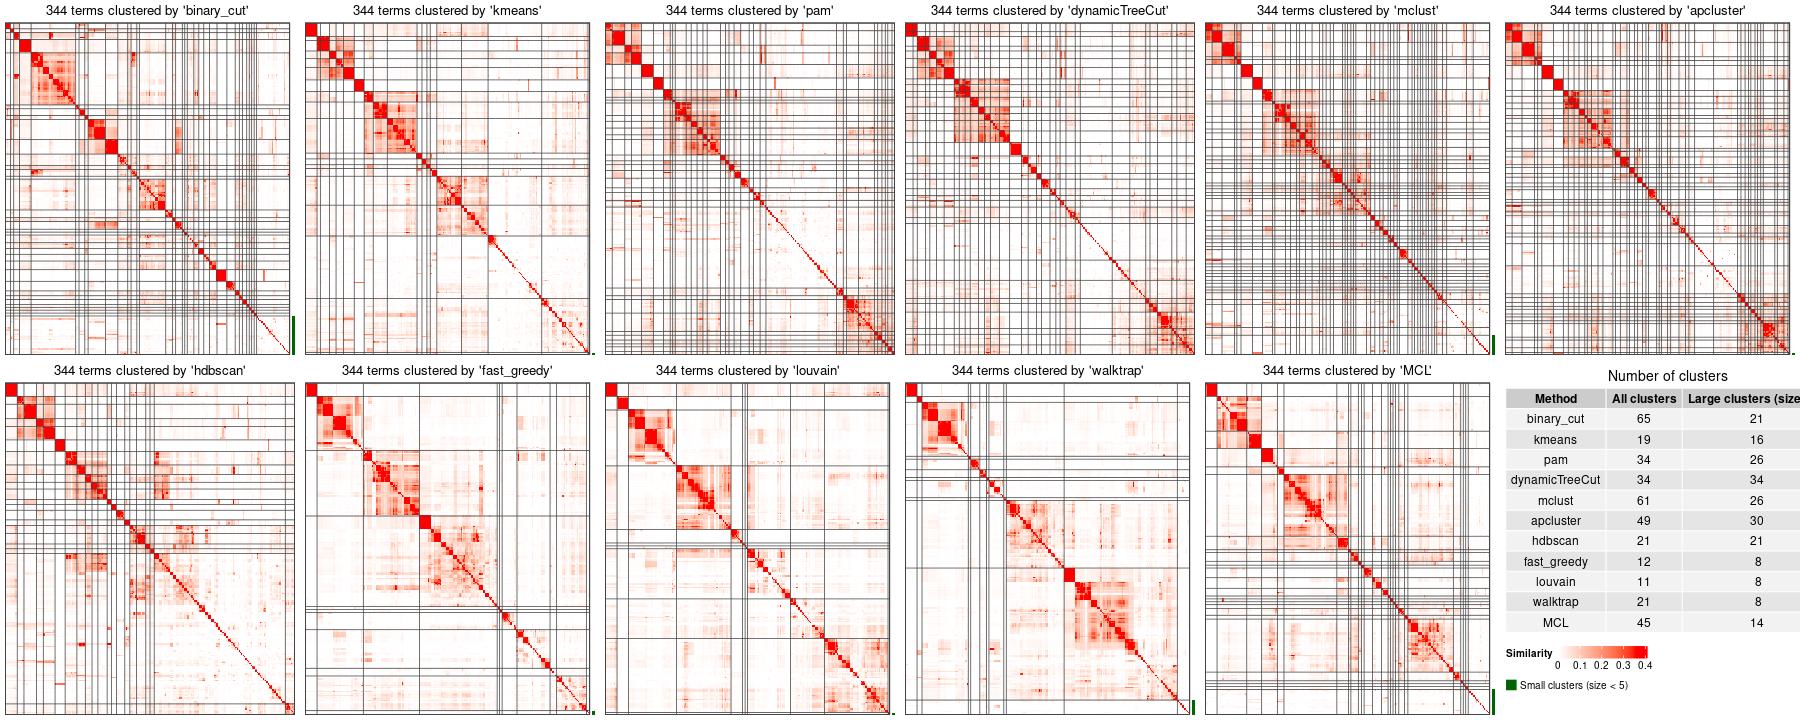 344 terms clustered by 'binary_cut'
344 terms clustered by 'kmeans'
344 terms clustered by 'pam'
344 terms clustered by 'dynamicTreeCut'
344 terms clustered by 'mclust'
344 terms clustered by 'apcluster'
344 terms clustered by 'hdbscan'
344 terms clustered by 'fast_greedy'
344 terms clustered by 'louvain'
344 terms clustered by 'walktrap'
344 terms clustered by 'MCL'
Number of clusters
Method All clusters Large clusters (size
binary_cut 65 21
kmeans 19 16
pam 34 26
dynamicTreeCut 34 34
mclust 61 26
apcluster 49 30
hdbscan 21 21
fast_greedy 12 8
louvain 11 8
walktrap 21 8
MCL 45 14
Similarity
0 0.1 0.2 0.3 0.4
Small clusters (size < 5)